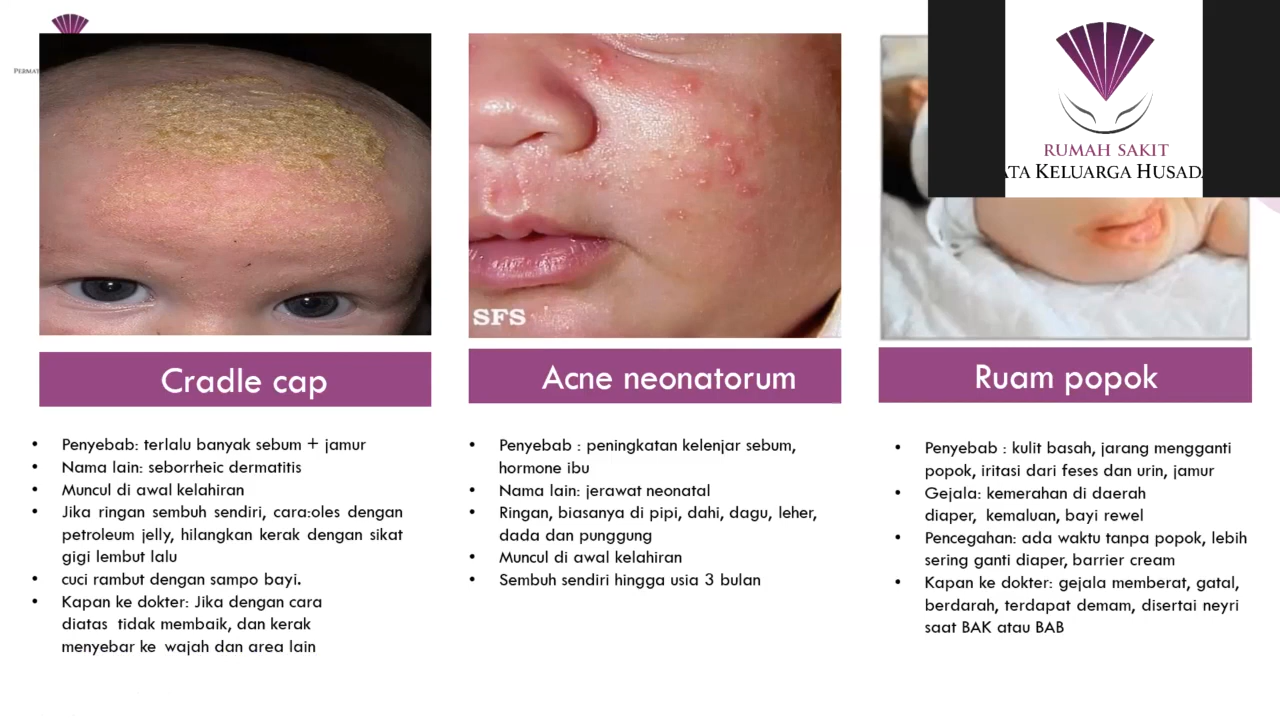 PERMAT
SFS
RUMAH SAKIT
ATA KELUARGA HUSAD
Cradle cap
Penyebab: terlalu banyak sebum + jamur
Nama lain: seborrheic dermatitis
Muncul di awal kelahiran
Jika ringan sembuh sendiri, cara:oles dengan
petroleum jelly, hilangkan kerak dengan sikat
gigi lembut lalu
cuci rambut dengan sampo bayi.
Kapan ke dokter: Jika dengan cara
diatas tidak membaik, dan kerak
menyebar ke wajah dan area lain
Acne neonatorum
Penyebab : peningkatan kelenjar sebum,
hormone ibu
Nama lain: jerawat neonatal
Ringan, biasanya di pipi, dahi, dagu, leher,
dada dan punggung
Muncul di awal kelahiran
Sembuh sendiri hingga usia 3 bulan
Ruam popok
Penyebab : kulit basah, jarang mengganti
popok, iritasi dari feses dan urin, jamur
Gejala: kemerahan di daerah
diaper, kemaluan, bayi rewel
Pencegahan: ada waktu tanpa popok, lebih
sering ganti diaper, barrier cream
Kapan ke dokter: gejala memberat, gatal,
berdarah, terdapat demam, disertai neyri
saat BAK atau BAB